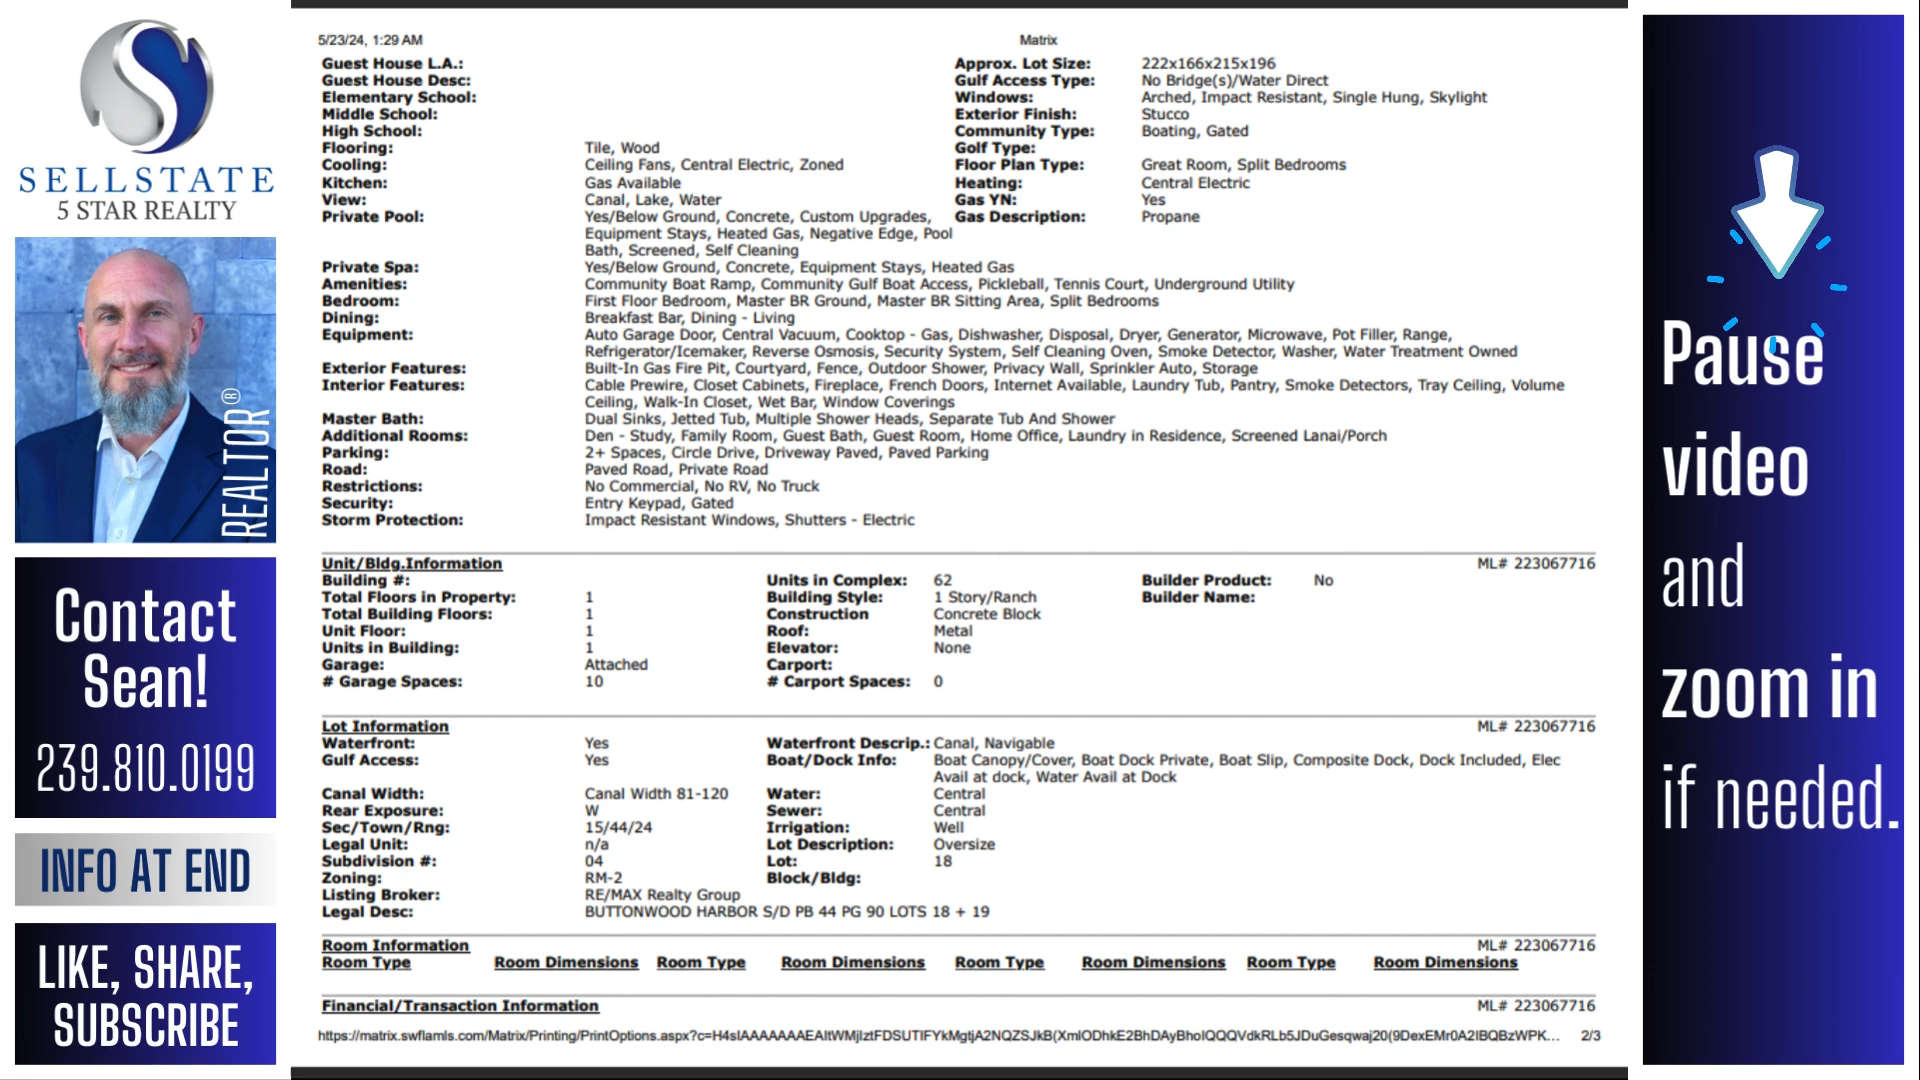 SELLSTATE
5 STAR REALTY
REALTOR®
Contact
Sean!
239.810.0199
INFO AT END
LIKE, SHARE,
SUBSCRIBE
5/23/24, 1:29 AM Matrix
Guest House L.A.: Approx. Lot Size: 222x166x215x196
Guest House Desc: Gulf Access Type: No Bridge(s)/Water Direct
Elementary School: Windows: Arched, Impact Resistant, Single Hung, Skylight
Middle School: Exterior Finish: Stucco
High School: Community Type: Boating, Gated
Flooring: Tile, Wood Golf Type:
Cooling: Ceiling Fans, Central Electric, Zoned Floor Plan Type: Great Room, Split Bedrooms
Kitchen: Gas Available Heating: Central Electric
View: Canal, Lake, Water Gas YN: Yes
Private Pool: Yes/Below Ground, Concrete, Custom Upgrades, Gas Description: Propane
Equipment Stays, Heated Gas, Negative Edge, Pool
Bath, Screened, Self Cleaning
Private Spa: Yes/Below Ground, Concrete, Equipment Stays, Heated Gas
Amenities: Community Boat Ramp, Community Gulf Boat Access, Pickleball, Tennis Court, Underground Utility
Bedroom: First Floor Bedroom, Master BR Ground, Master BR Sitting Area, Split Bedrooms
Dining: Breakfast Bar, Dining - Living
Equipment: Auto Garage Door, Central Vacuum, Cooktop - Gas, Dishwasher, Disposal, Dryer, Generator, Microwave, Pot Filler, Range,
Refrigerator/Icemaker, Reverse Osmosis, Security System, Self Cleaning Oven, Smoke Detector, Washer, Water Treatment Owned
Exterior Features: Built-In Gas Fire Pit, Courtyard, Fence, Outdoor Shower, Privacy Wall, Sprinkler Auto, Storage
Interior Features: Cable Prewire, Closet Cabinets, Fireplace, French Doors, Internet Available, Laundry Tub, Pantry, Smoke Detectors, Tray Ceiling, Volume
Ceiling, Walk-In Closet, Wet Bar, Window Coverings
Master Bath: Dual Sinks, Jetted Tub, Multiple Shower Heads, Separate Tub And Shower
Additional Rooms: Den - Study, Family Room, Guest Bath, Guest Room, Home Office, Laundry in Residence, Screened Lanai/Porch
Parking: 2+ Spaces, Circle Drive, Driveway Paved, Paved Parking
Road: Paved Road, Private Road
Restrictions: No Commercial, No RV, No Truck
Security: Entry Keypad, Gated
Storm Protection: Impact Resistant Windows, Shutters - Electric
Unit/Bldg.Information ML# 223067716
Building #: Units in Complex: 62 Builder Product: No
Total Floors in Property: 1 Building Style: 1 Story/Ranch Builder Name:
Total Building Floors: 1 Construction Concrete Block
Unit Floor: 1 Roof: Metal
Units in Building: 1 Elevator: None
Garage: Attached Carport:
# Garage Spaces: 10 # Carport Spaces: 0
Lot Information ML# 223067716
Waterfront: Yes Waterfront Descrip.: Canal, Navigable
Gulf Access: Yes Boat/Dock Info: Boat Canopy/Cover, Boat Dock Private, Boat Slip, Composite Dock, Dock Included, Elec
Avail at dock, Water Avail at Dock
Canal Width: Canal Width 81-120 Water: Central
Rear Exposure: W Sewer: Central
Sec/Town/Rng: 15/44/24 Irrigation: Well
Legal Unit: n/a Lot Description: Oversize
Subdivision #: 04 Lot: 18
Zoning: RM-2 Block/Bldg:
Listing Broker: RE/MAX Realty Group
Legal Desc: BUTTONWOOD HARBOR S/D PB 44 PG 90 LOTS 18 + 19
Room Information ML# 223067716
Room Type Room Dimensions Room Type Room Dimensions Room Type Room Dimensions Room Type Room Dimensions
Financial/Transaction Information ML# 223067716
2/3
Pause
video
and
zoom in
if needed.